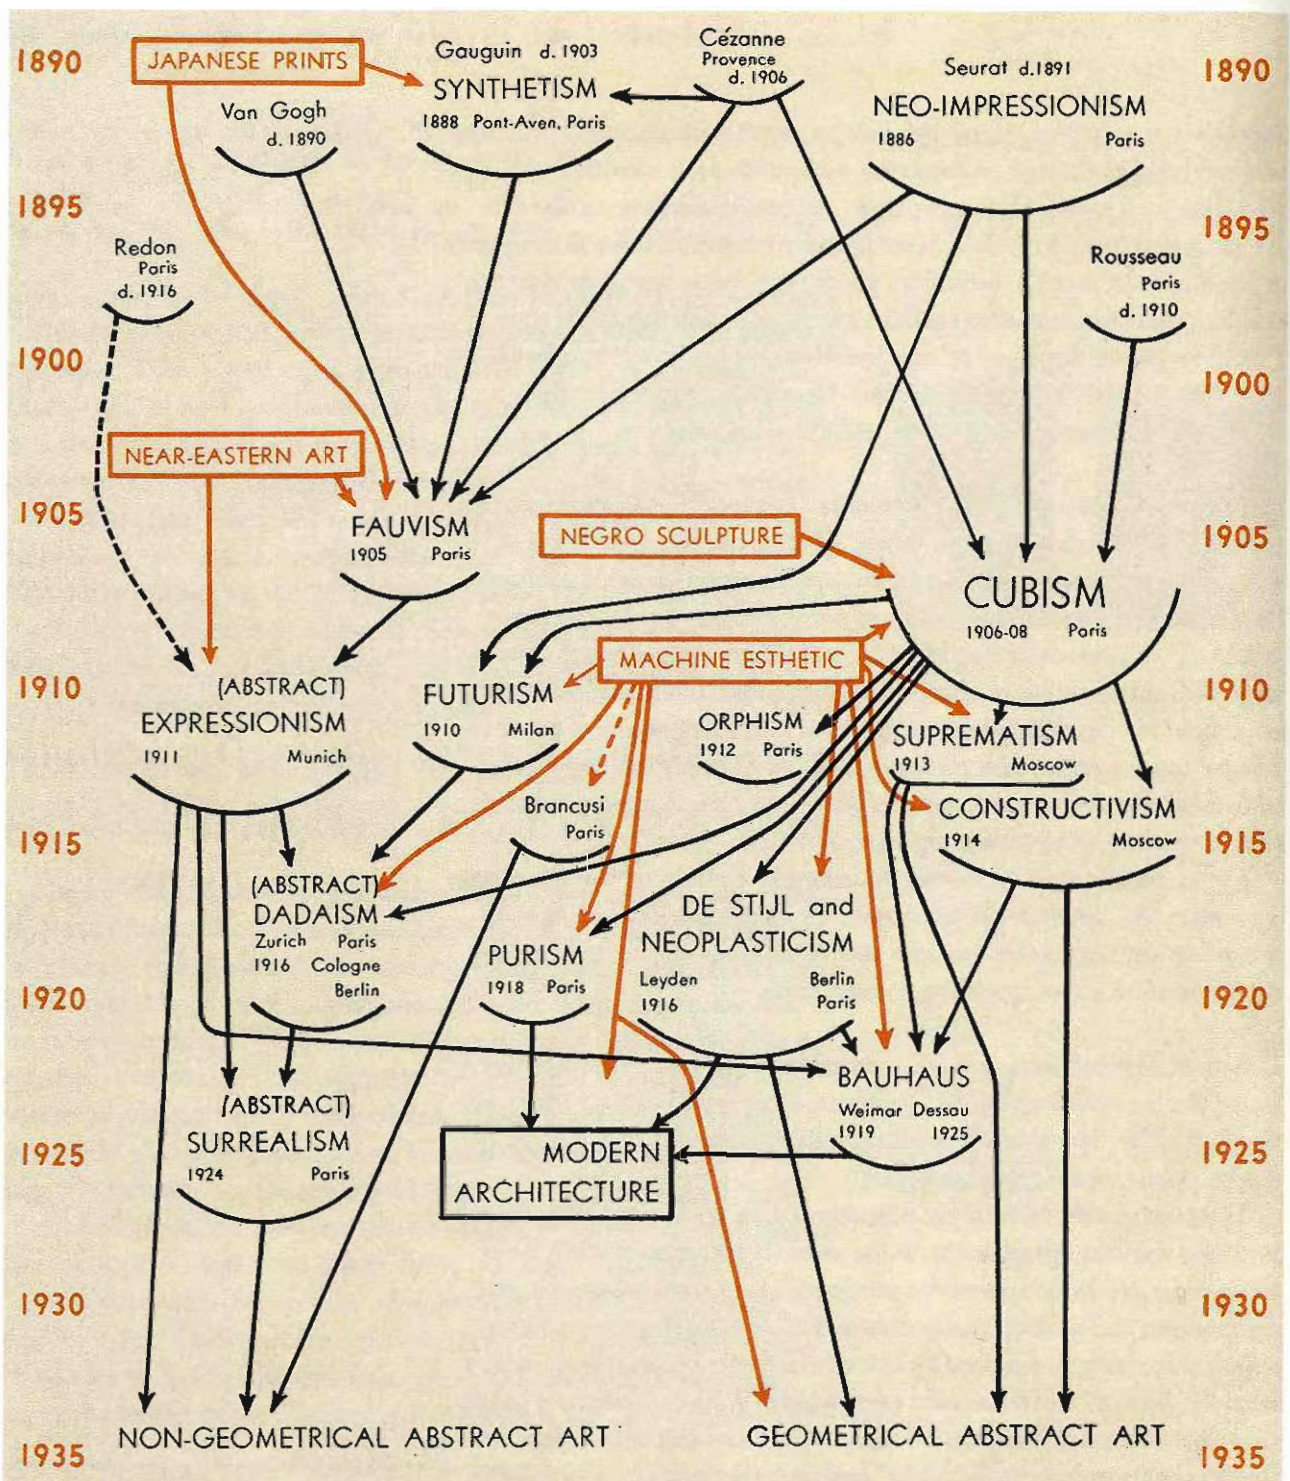 1890
JAPANESE PRINTS
Gauguin d. 1903
SYNTHETISM
1888 Pont-Aven, Paris
Cézanne
Provence
d. 1906
Seurat d.1891
NEO-IMPRESSIONISM
1886 Paris
1890
Van Gogh
d. 1890
1895
1895
Redon
Paris
d. 1916
Rousseau
Paris
d. 1910
1900
1900
NEAR-EASTERN ART
1905
FAUVISM
1905 Paris
NEGRO SCULPTURE
1905
CUBISM
1906-08 Paris
MACHINE ESTHETIC
1910
(ABSTRACT)
EXPRESSIONISM
1911 Munich
FUTURISM
1910 Milan
ORPHISM
1912 Paris
1910
SUPREMATISM
1913 Moscow
Brancusi
Paris
CONSTRUCTIVISM
1914 Moscow
1915
1915
(ABSTRACT)
DADAISM
Zurich Paris
1916 Cologne
Berlin
PURISM
1918 Paris
DE STIJL and
NEOPLASTICISM
Leyden Berlin
1916 Paris
1920
1920
BAUHAUS
Weimar Dessau
1919 1925
(ABSTRACT)
SURREALISM
1924 Paris
1925
MODERN
ARCHITECTURE
1925
1930
1930
NON-GEOMETRICAL ABSTRACT ART
GEOMETRICAL ABSTRACT ART
1935
1935